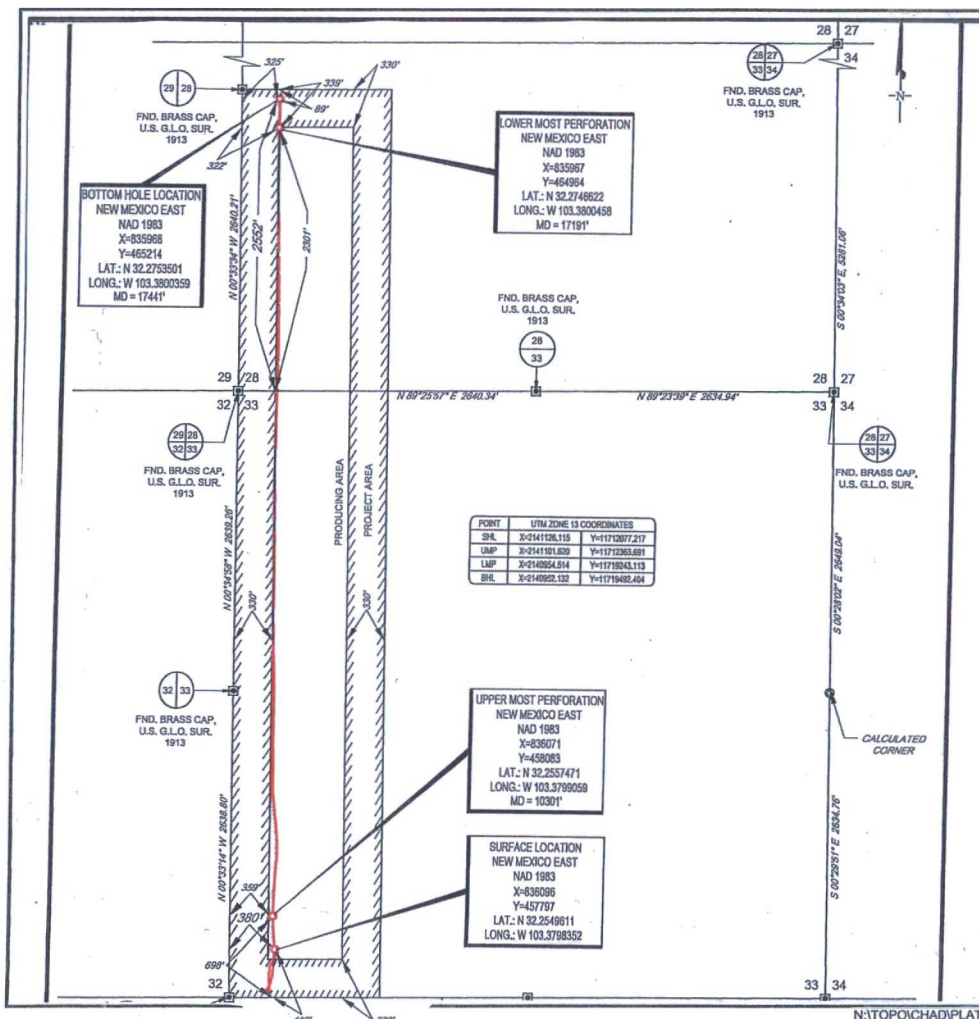 28 27
34
28 27
33 34
FND. BRASS CAP,
U.S. G.L.O. SUR.
1913
-N-
29 28
FND. BRASS CAP,
U.S. G.L.O. SUR.
1913
325'
339'
330'
89'
322'
LOWER MOST PERFORATION
NEW MEXICO EAST
NAD 1983
X=835967
Y=464964
LAT.: N 32.2746622
LONG.: W 103.3800458
MD = 17191'
BOTTOM HOLE LOCATION
NEW MEXICO EAST
NAD 1983
X=835968
Y=465214
LAT.: N 32.2753501
LONG.: W 103.3800359
MD = 17441'
N 00°33'34" W 2640.21'
2552'
2301'
S 00°34'03" E, 5281.06'
FND. BRASS CAP,
U.S. G.L.O. SUR.
1913
28
33
29 28
32 33
N 89°25'57" E 2640.34'
N 89°23'39" E 2634.94'
28 27
33 34
29 28
32 33
FND. BRASS CAP,
U.S. G.L.O. SUR.
1913
28 27
33 34
FND. BRASS CAP,
U.S. G.L.O. SUR.
1913
PRODUCING AREA
PROJECT AREA
POINT UTM ZONE 13 COORDINATES
SHL X=2141126.115 Y=11712077.217
UMP X=2141101.620 Y=11712363.691
LMP X=2140954.514 Y=11719243.113
BHL X=2140952.132 Y=11719492.404
N 00°34'58" W 2639.26'
330'
330'
S 00°28'02" E 2649.04'
32 33
FND. BRASS CAP,
U.S. G.L.O. SUR.
1913
CALCULATED
CORNER
UPPER MOST PERFORATION
NEW MEXICO EAST
NAD 1983
X=836071
Y=458083
LAT.: N 32.2557471
LONG.: W 103.3799059
MD = 10301'
N 00°33'14" W 2638.60'
S 00°29'51" E 2634.76'
SURFACE LOCATION
NEW MEXICO EAST
NAD 1983
X=836096
Y=457797
LAT.: N 32.2549611
LONG.: W 103.3798352
359'
380'
698'
32
33 34
N:\TOPO\CHAD\PLA